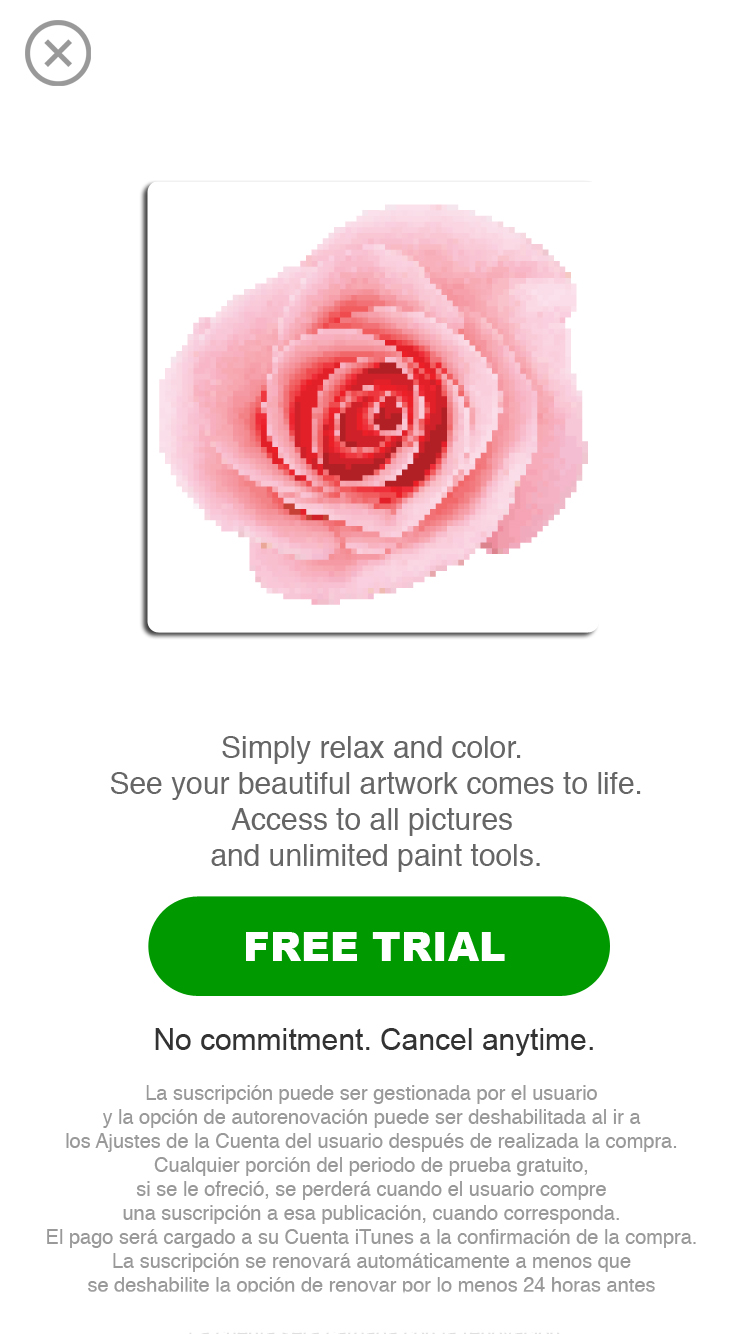 Simply relax and color.
See your beautiful artwork comes to life.
Access to all pictures
and unlimited paint tools.
FREE TRIAL
No commitment. Cancel anytime.
La suscripción puede ser gestionada por el usuario
y la opción de autorenovación puede ser deshabilitada al ir a
los Ajustes de la Cuenta del usuario después de realizada la compra.
Cualquier porción del periodo de prueba gratuito,
si se le ofreció, se perderá cuando el usuario compre
una suscripción a esa publicación, cuando corresponda.
El pago será cargado a su Cuenta iTunes a la confirmación de la compra.
La suscripción se renovará automáticamente a menos que
se deshabilite la opción de renovar por lo menos 24 horas antes